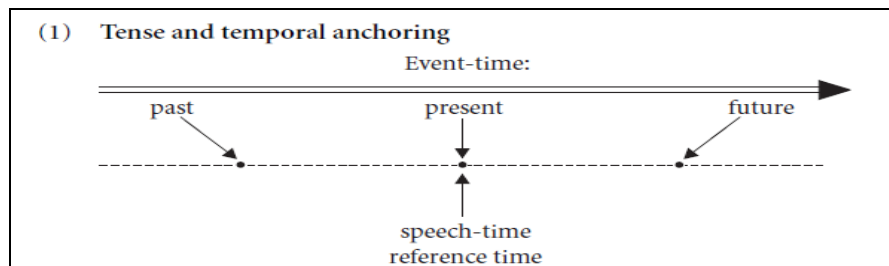 (1) Tense and temporal anchoring
Event-time:
past present future
speech-time
reference time